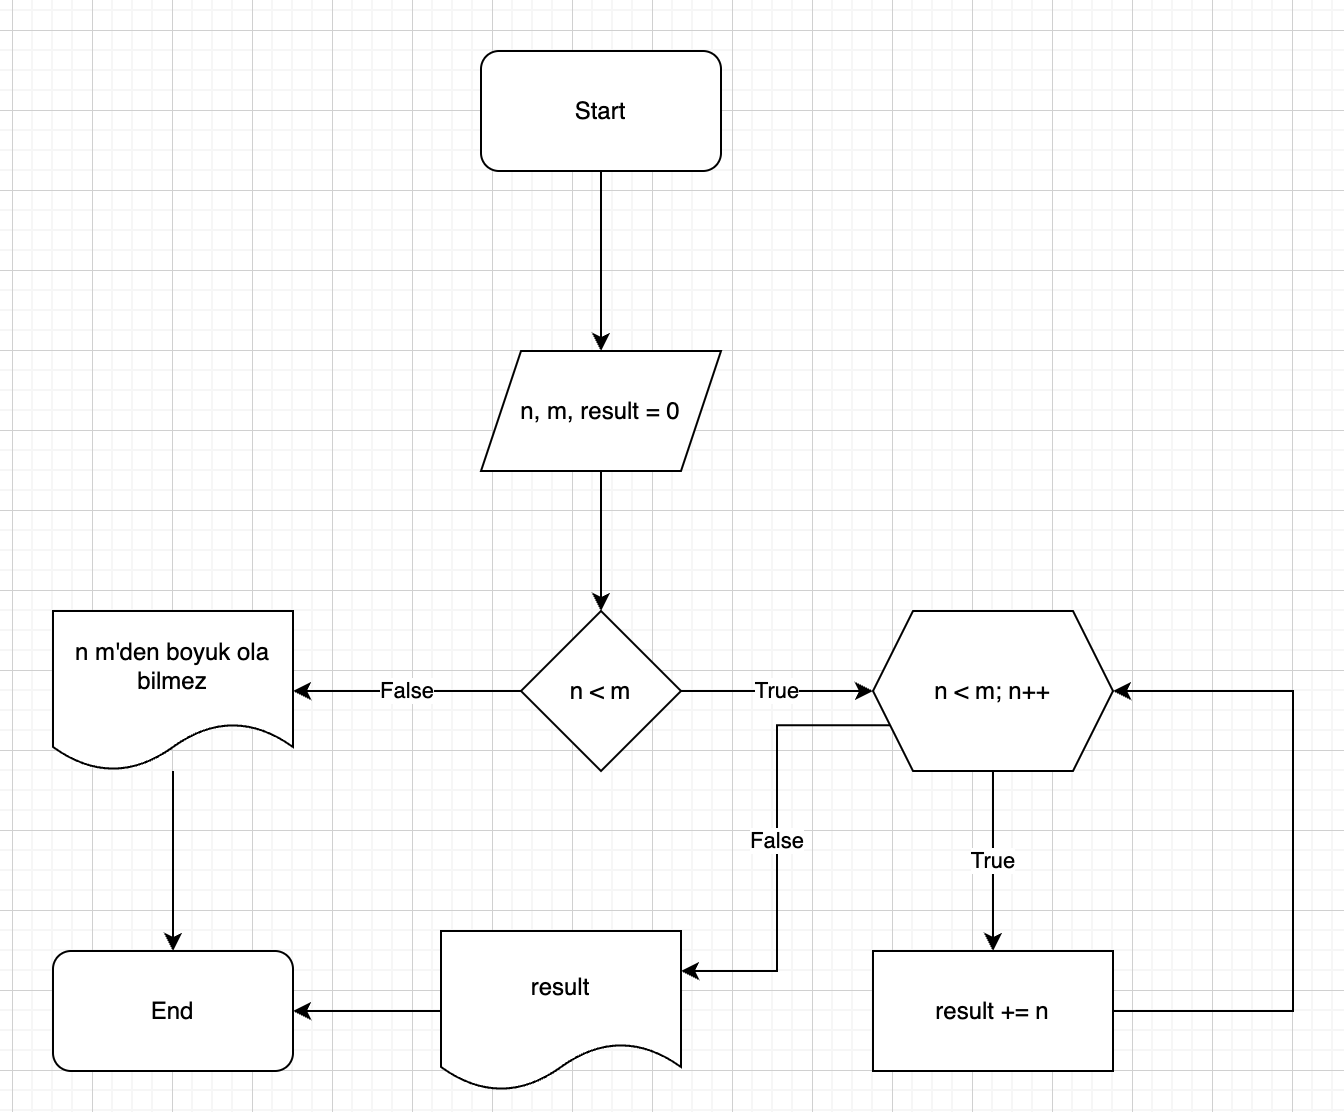 Start
n, m, result = 0
n m'den boyuk ola
bilmez
False
n < m
True
n < m; n++
False
True
End
result
result += n